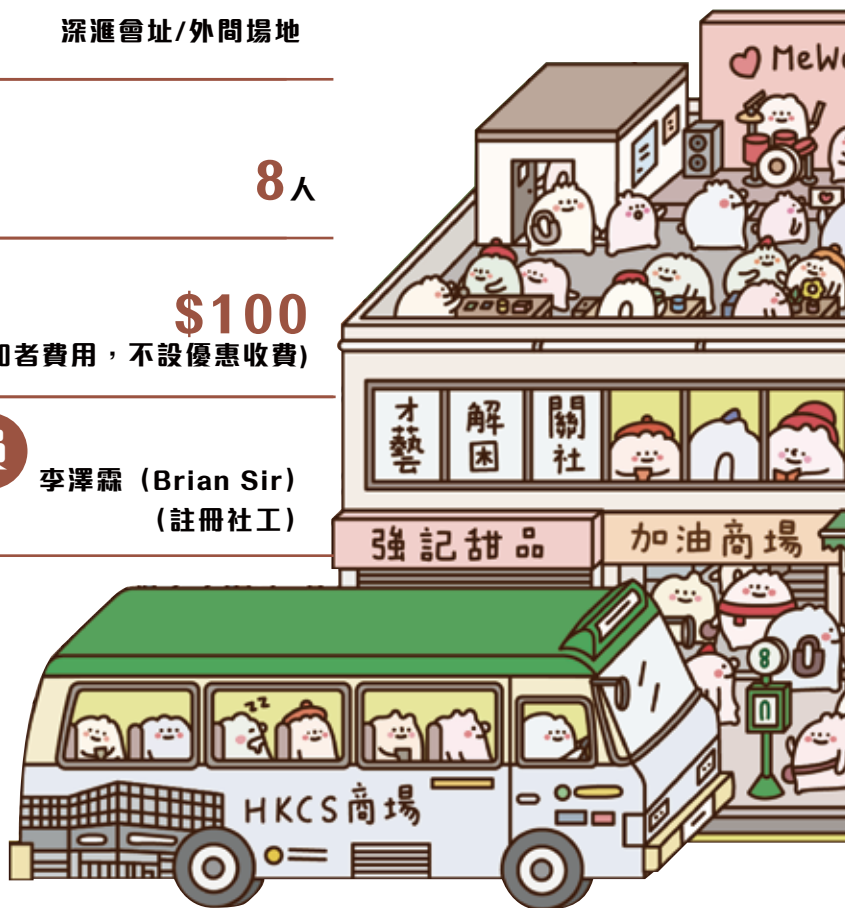 深滙會址/外間場地
8人
$100
者費用，不設優惠收費)
李澤霖（Brian Sir）
（註冊社工）
MeW
才藝
解困
關社
強記甜品
加油商場
8
zz
HKCS商場